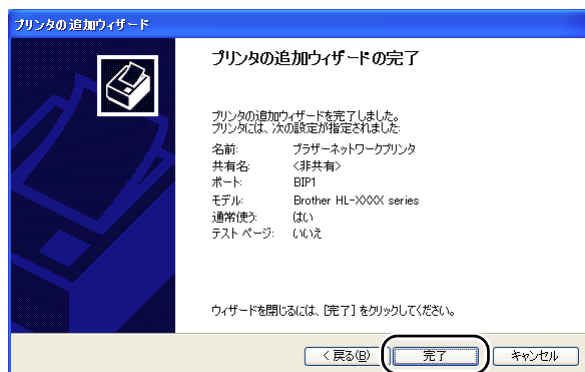 プリンタの追加ウィザード
プリンタの追加ウィザードの完了
プリンタの追加ウィザードを完了しました。
プリンタには、次の設定が指定されました:
名前: ブラザーネットワークプリンタ
共有名: <非共有>
ポート: BIP1
モデル: Brother HL-XXXX series
通常使う: はい
テスト ページ: いいえ
ウィザードを閉じるには、[完了] をクリックしてください。
< 戻る(B) 完了 キャンセル